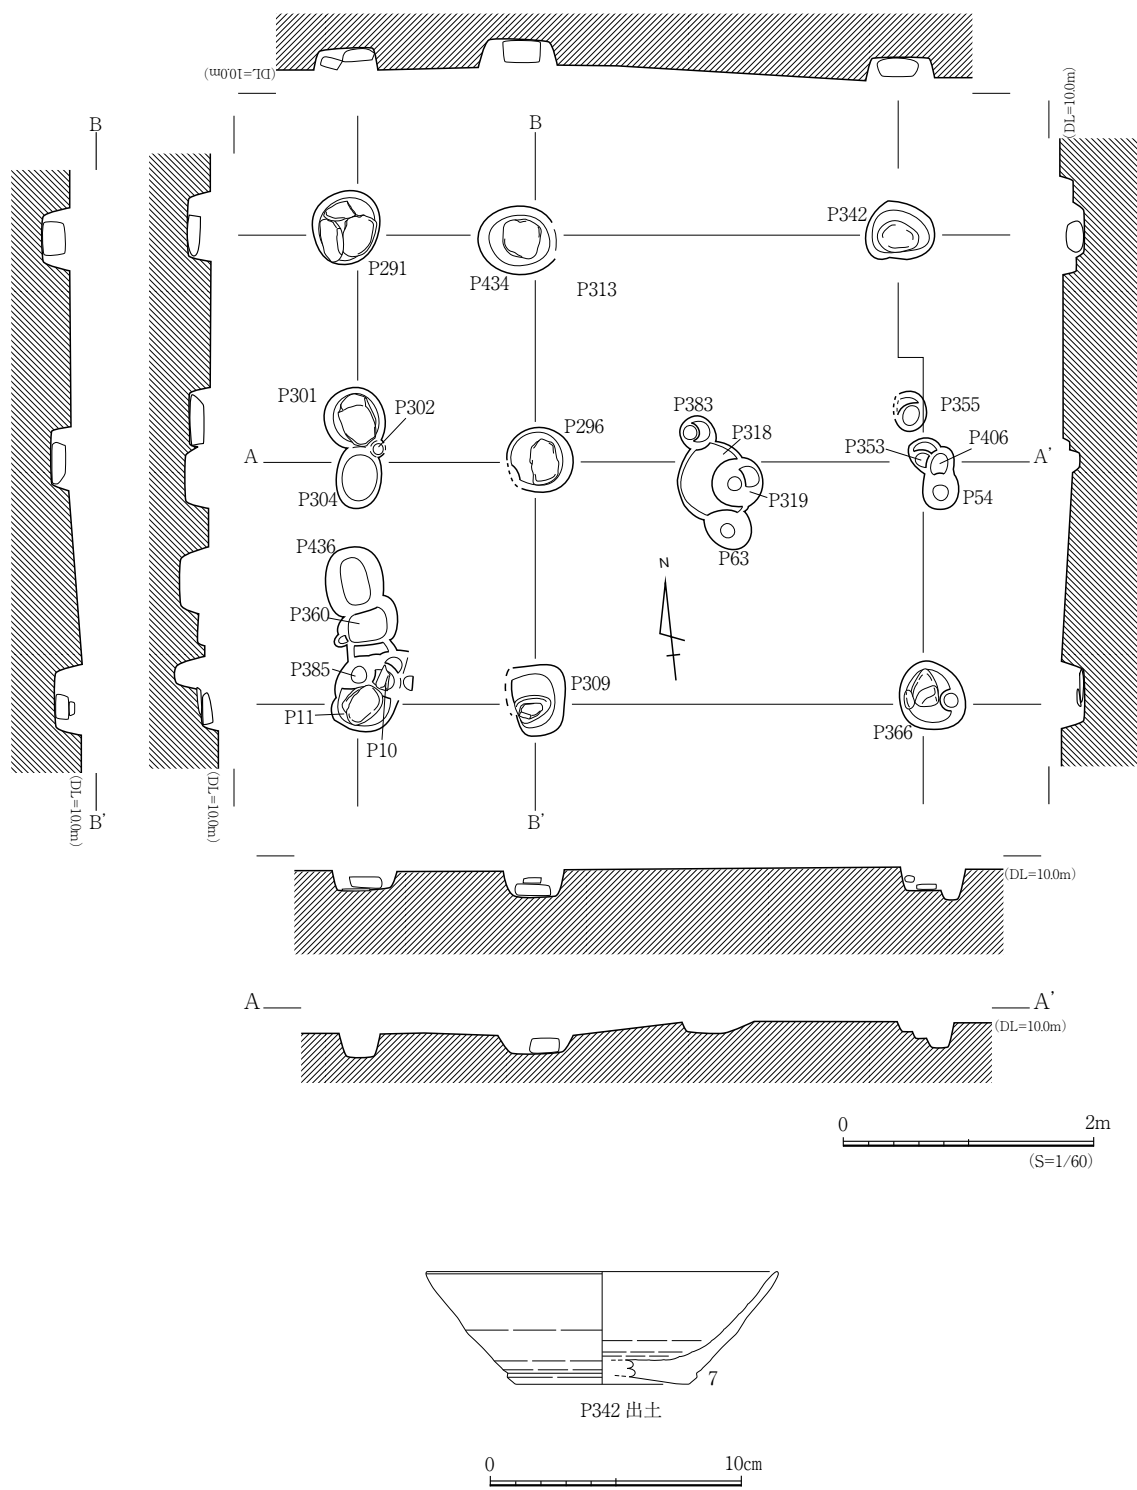 (DL=10.0m)
(DL=10.0m)
B
B
P342
P291
P434
P313
P301
P302
P383
P355
P296
P318
P353
P406
A
A'
P304
P319
P54
P436
P63
N
P360
P385
P309
P11
P366
P10
(DL=10.0m)
(DL=10.0m)
B'
B'
(DL=10.0m)
A
A'
(DL=10.0m)
0
2m
(S=1/60)
7
P342 出土
0
10cm